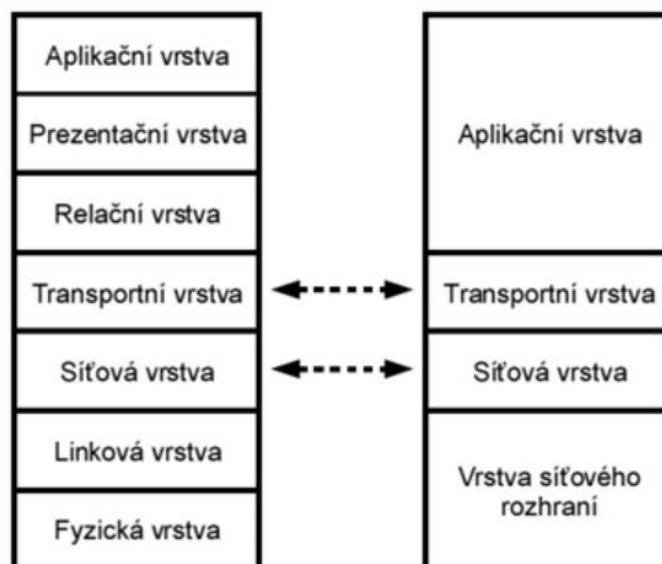 Aplikační vrstva
Prezentační vrstva
Relační vrstva
Transportní vrstva
Síťová vrstva
Linková vrstva
Fyzická vrstva
Aplikační vrstva
Transportní vrstva
Síťová vrstva
Vrstva síťového
rozhraní